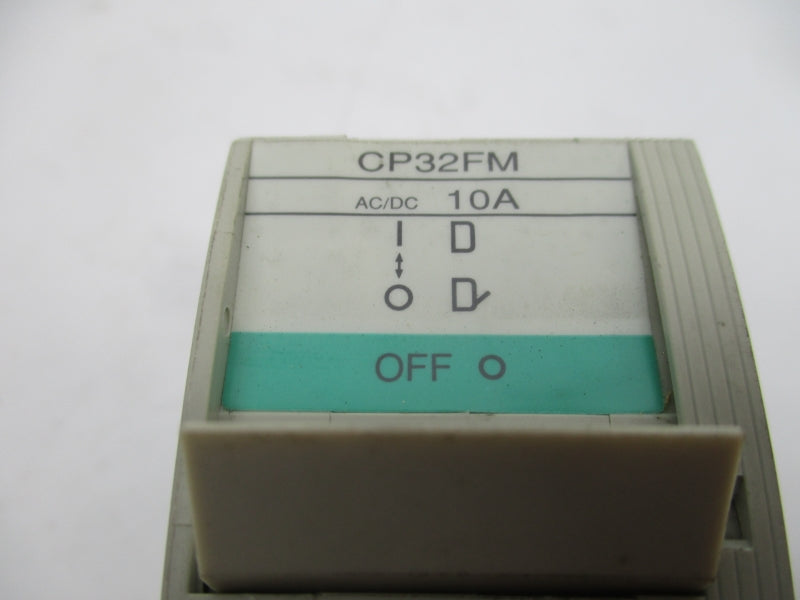 CP32FM
AC/DC 10A
I
O
OFF O